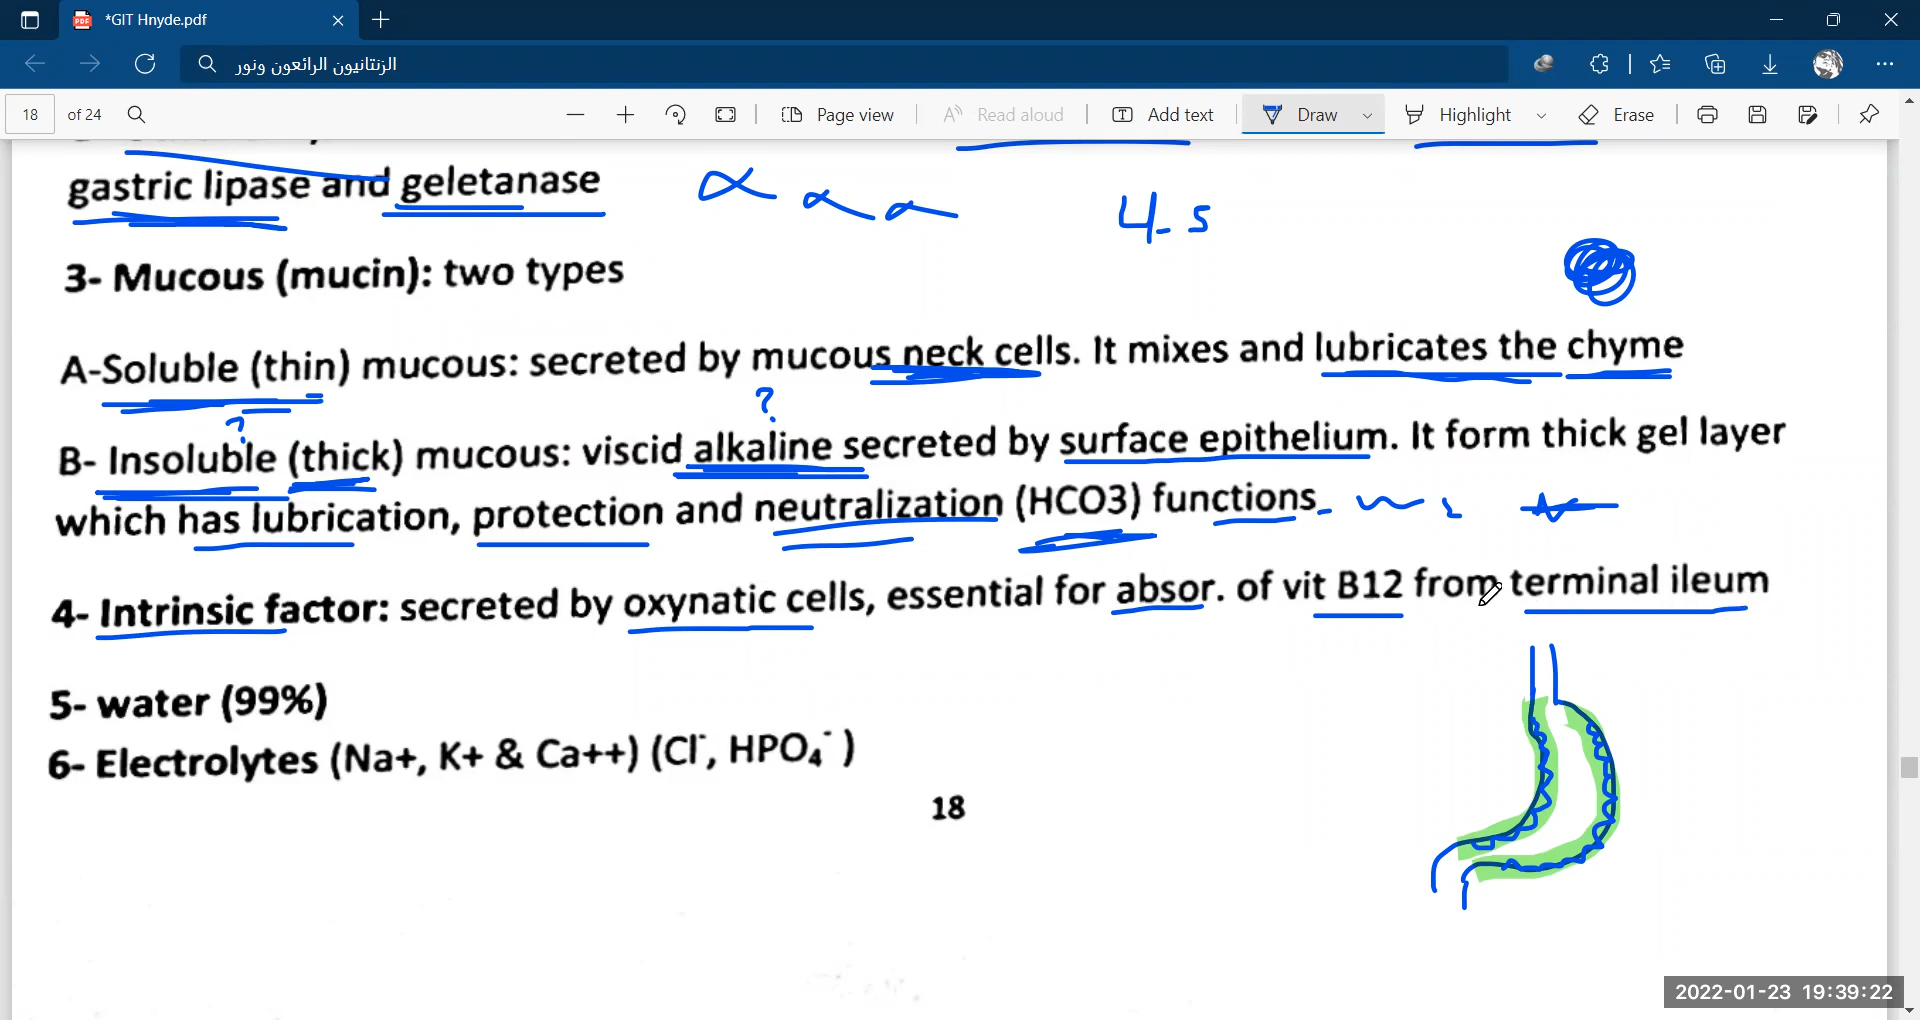 *GIT Hnyde.pdf
الزنتانيون الرائعون ونور
18 of 24 Page view Read aloud Add text Draw Highlight Erase
gastric lipase and geletanase
4-5
3- Mucous (mucin): two types
A-Soluble (thin) mucous: secreted by mucous neck cells. It mixes and lubricates the chyme
? ?
B- Insoluble (thick) mucous: viscid alkaline secreted by surface epithelium. It form thick gel layer
which has lubrication, protection and neutralization (HCO3) functions.
4- Intrinsic factor: secreted by oxynatic cells, essential for absor. of vit B12 from terminal ileum
5- water (99%)
6- Electrolytes (Na+, K+ & Ca++) (Cl⁻, HPO₄⁻ )
18
2022-01-23 19:39:22